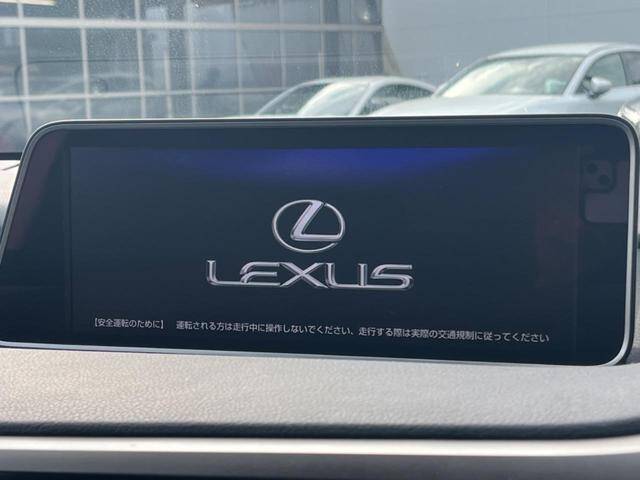 LEXUS
【安全運転のために】 運転される方は走行中に操作しないでください、走行する際は実際の交通規制に従ってください